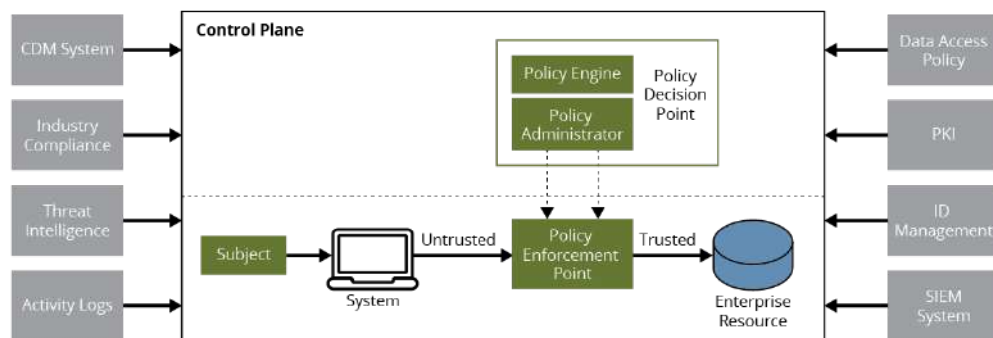 CDM System
Industry
Compliance
Threat
Intelligence
Activity Logs
Control Plane
Policy Engine
Policy
Administrator
Policy
Decision
Point
Subject
System
Untrusted
Policy
Enforcement
Point
Trusted
Enterprise
Resource
Data Access
Policy
PKI
ID
Management
SIEM
System